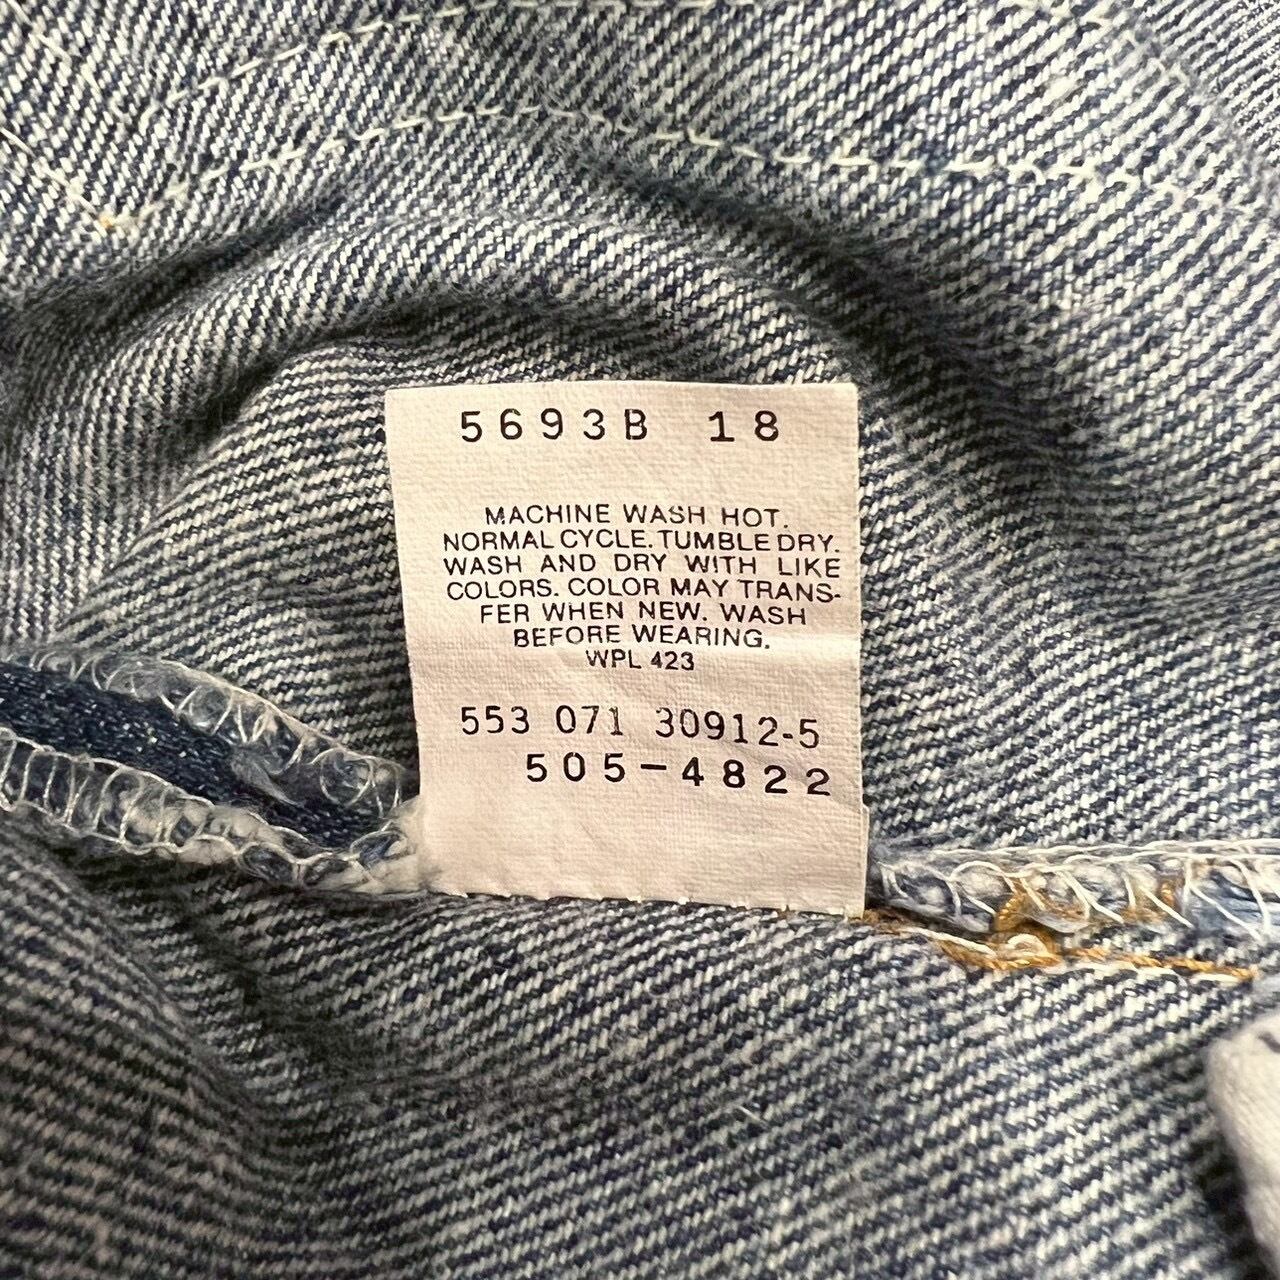 5693B 18
MACHINE WASH HOT.
NORMAL CYCLE. TUMBLE DRY.
WASH AND DRY WITH LIKE
COLORS. COLOR MAY TRANS-
FER WHEN NEW. WASH
BEFORE WEARING.
WPL 423
553 071 30912-5
505-4822